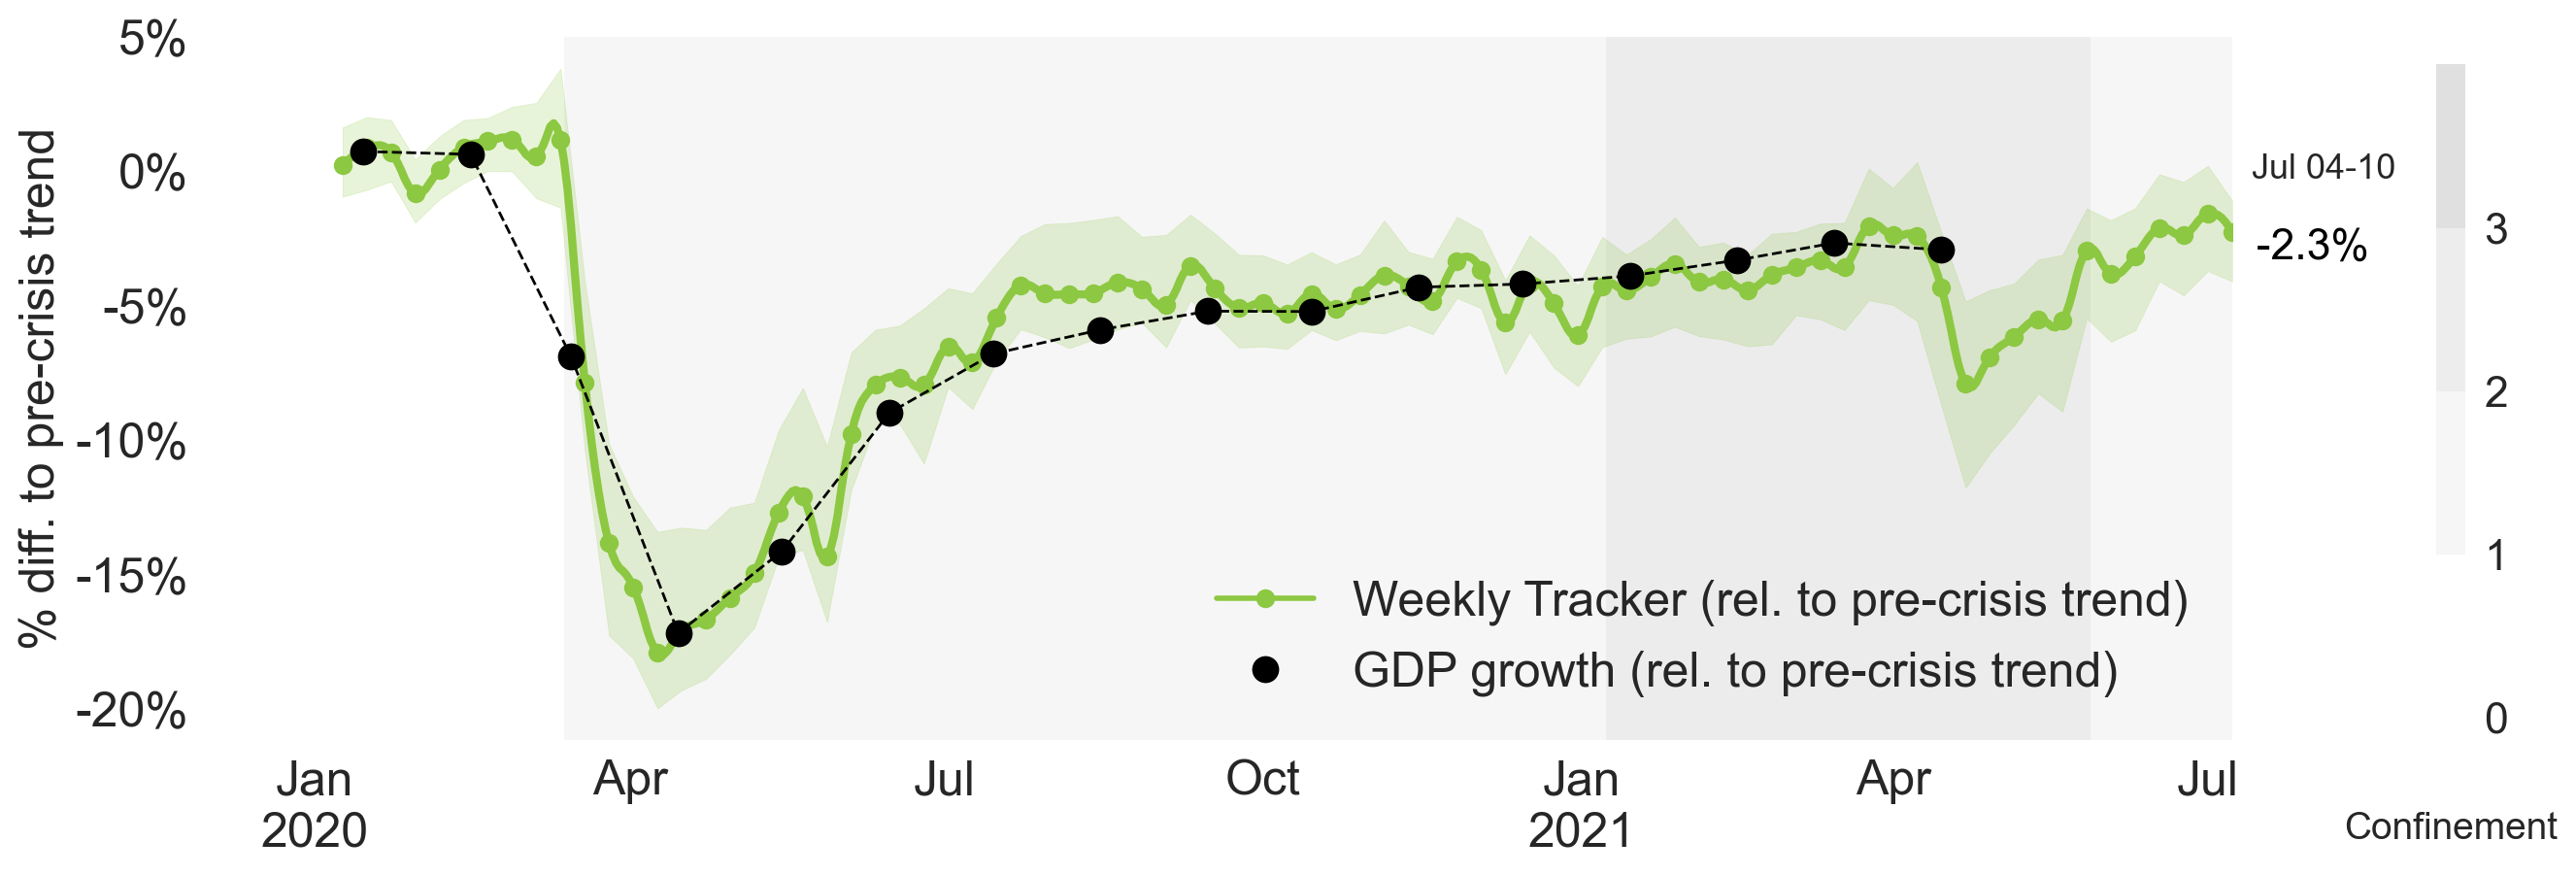 % diff. to pre-crisis trend
5%
0%
-5%
-10%
-15%
-20%
Jan
2020
Apr
Jul
Oct
Jan
2021
Apr
Jul
Weekly Tracker (rel. to pre-crisis trend)
GDP growth (rel. to pre-crisis trend)
Jul 04-10
-2.3%
3
2
1
0
Confinement